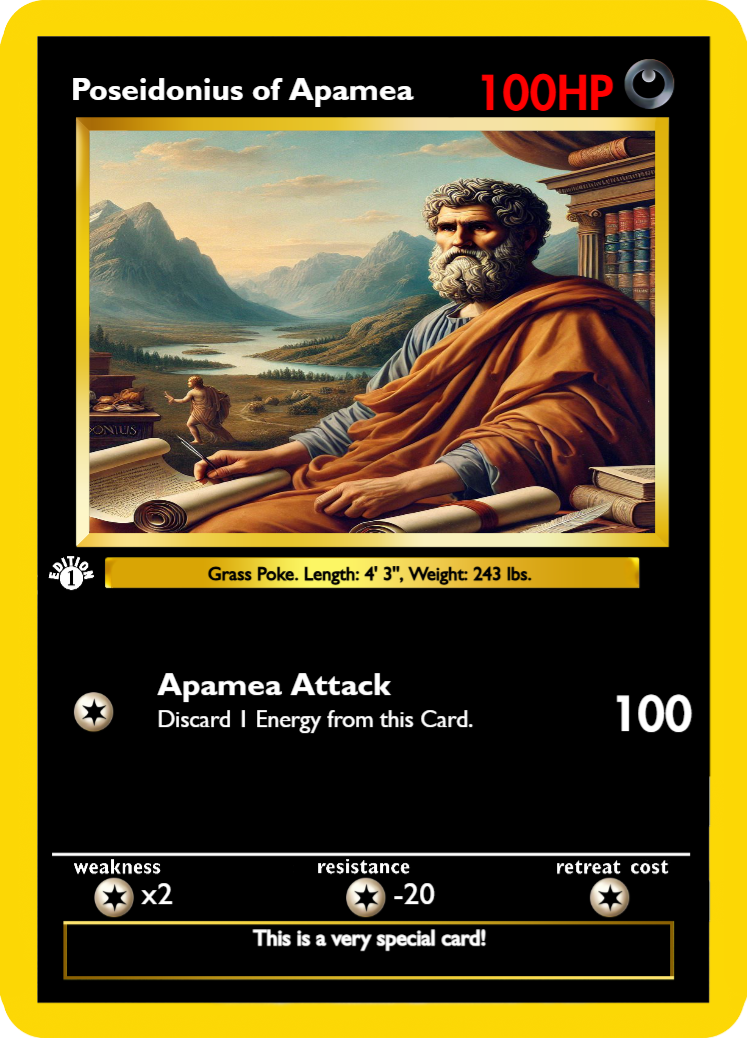 Poseidonius of Apamea 100HP
DONIUS
EDITION
1
Grass Poke. Length: 4' 3", Weight: 243 lbs.
Apamea Attack
Discard 1 Energy from this Card.
100
weakness resistance retreat cost
x2 -20
This is a very special card!